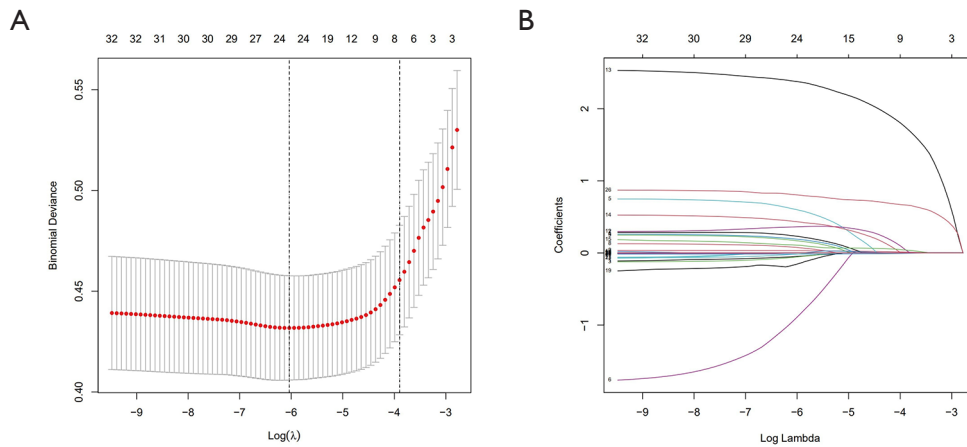 A
32 32 31 30 30 29 27 24 24 19 12 9 8 6 3 3
0.55
0.50
0.45
0.40
Binomial Deviance
−9 −8 −7 −6 −5 −4 −3
Log(λ)
B
32 30 29 24 15 9 3
2
1
0
−1
Coefficients
13
20
5
14
19
6
−9 −8 −7 −6 −5 −4 −3
Log Lambda